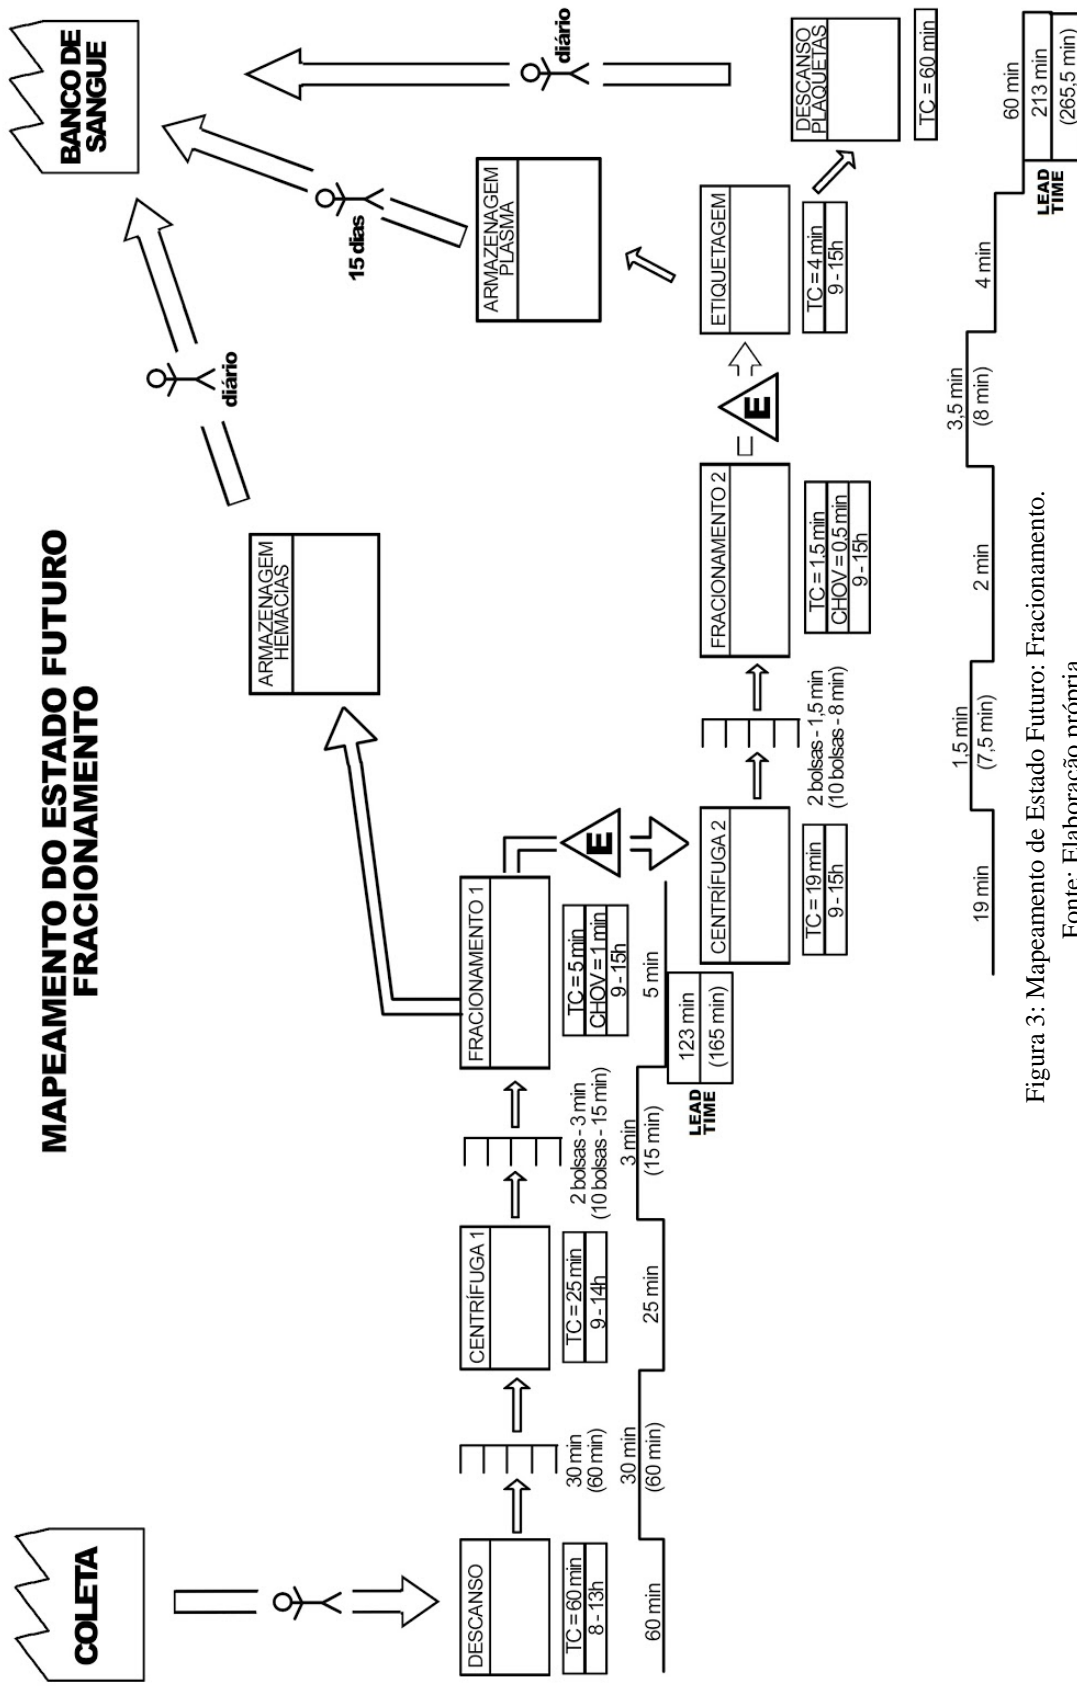 MAPEAMENTO DO ESTADO FUTURO
FRACIONAMENTO
COLETA
BANCO DE
SANGUE
DESCANSO
TC = 60 min
8 - 13h
30 min
(60 min)
CENTRÍFUGA 1
TC = 25 min
9 - 14h
2 bolsas - 3 min
(10 bolsas - 15 min)
FRACIONAMENTO 1
TC = 5 min
CHOV = 1 min
9 - 15h
ARMAZENAGEM
HEMACIAS
diário
E
CENTRÍFUGA 2
TC = 19 min
9 - 15h
2 bolsas - 1,5 min
(10 bolsas - 8 min)
FRACIONAMENTO 2
TC = 1,5 min
CHOV = 0,5 min
9 - 15h
E
ETIQUETAGEM
TC = 4 min
9 - 15h
ARMAZENAGEM
PLASMA
15 dias
DESCANSO
PLAQUETAS
TC = 60 min
diário
60 min
30 min
(60 min)
25 min
3 min
(15 min)
5 min
LEAD
TIME
123 min
(165 min)
19 min
1,5 min
(7,5 min)
2 min
3,5 min
(8 min)
4 min
60 min
LEAD
TIME
213 min
(265,5 min)
Figura 3: Mapeamento de Estado Futuro: Fracionamento.
Fonte: Elaboração própria